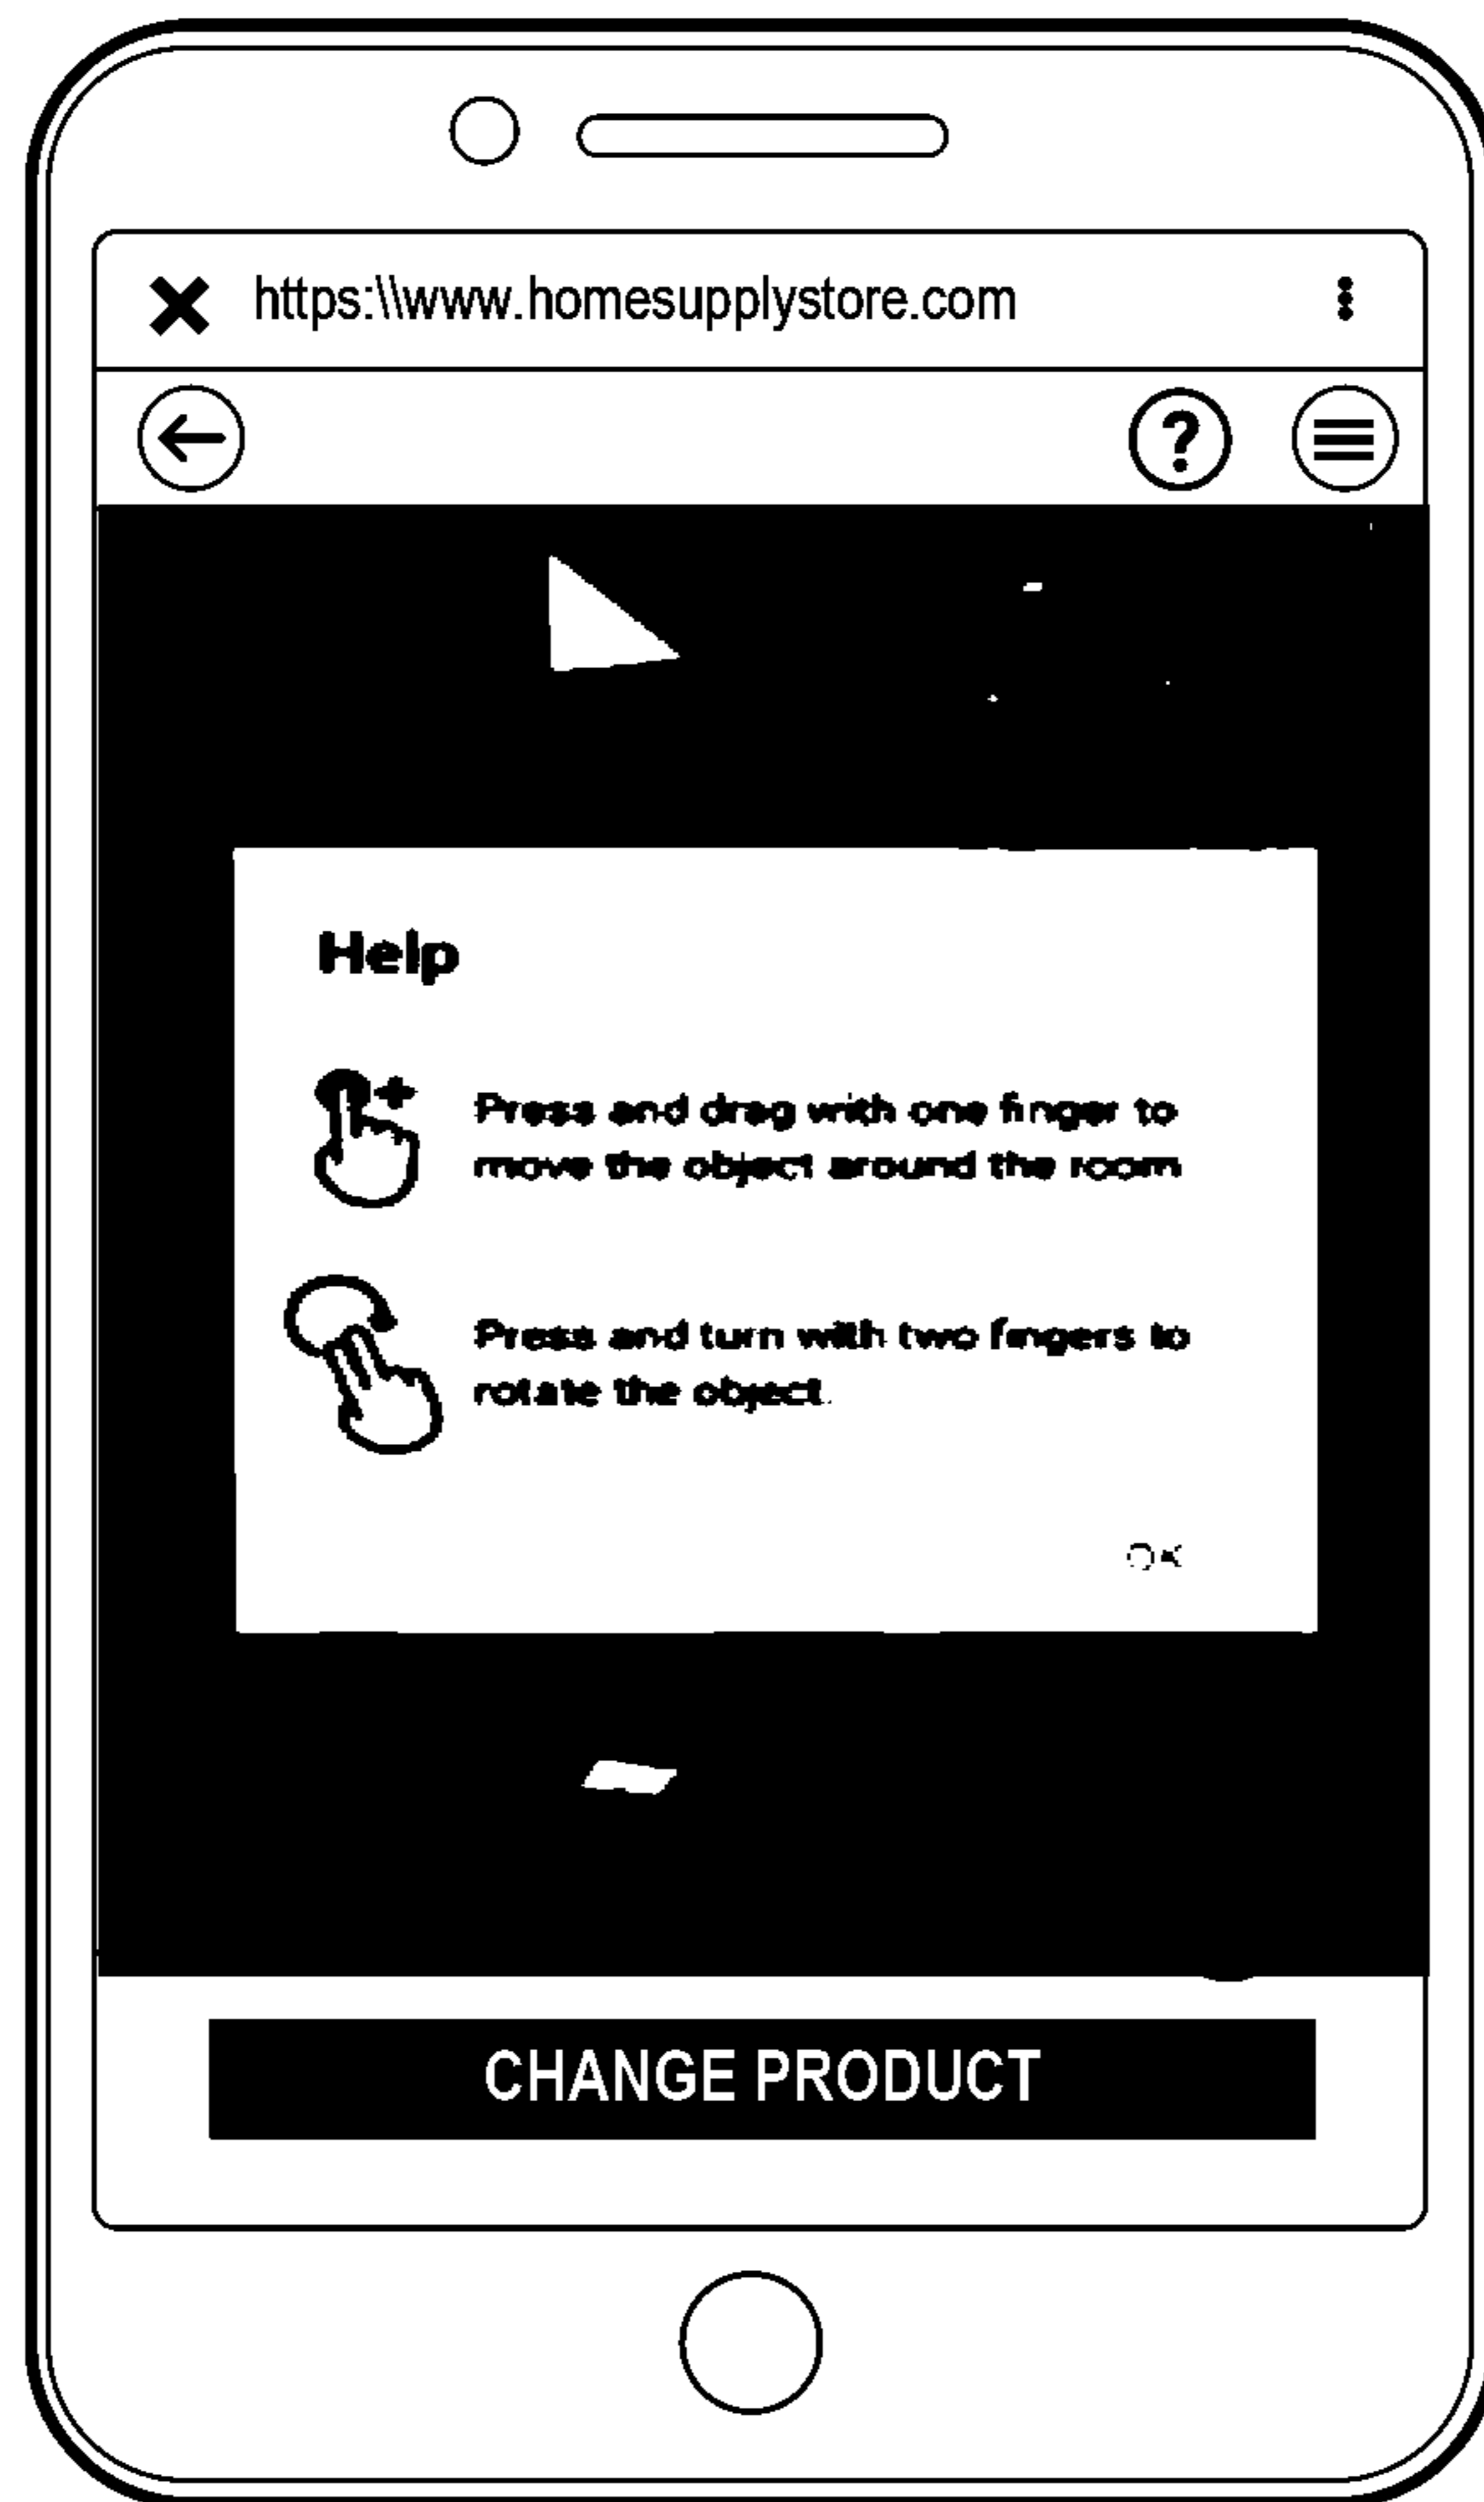 https:\\www.homesupplystore.com
?
Help
Press and drag with one finger to
move the object around the room
Press and turn with two fingers to
rotate the object.
OK
CHANGE PRODUCT